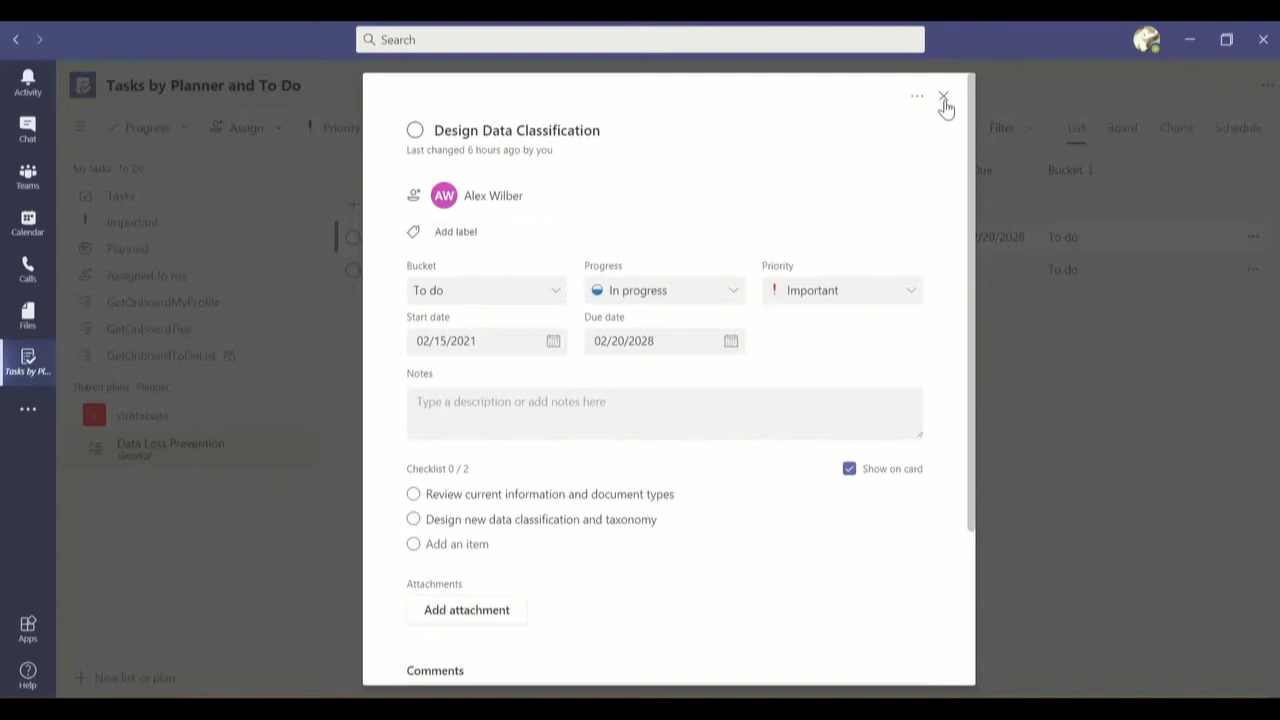 Search
Activity
Chat
Teams
Calendar
Calls
Files
Tasks by Pl...
Apps
Help
Tasks by Planner and To Do
Progress
Assign
Priority
Filter
List
Board
Charts
Schedule
My tasks To Do
Tasks
Important
Planned
Assigned to me
GetOnboardMyProfile
GetOnboardTips
GetOnboardToDoList
Shared plans Planner
strataboss
Data Loss Prevention
General
New list or plan
Design Data Classification
Last changed 6 hours ago by you
AW Alex Wilber
Add label
Bucket Progress Priority
To do In progress Important
Start date Due date
02/15/2021 02/20/2028
Notes
Type a description or add notes here
Checklist 0 / 2 Show on card
Review current information and document types
Design new data classification and taxonomy
Add an item
Attachments
Add attachment
Comments
Due Bucket
/20/2028 To do
To do